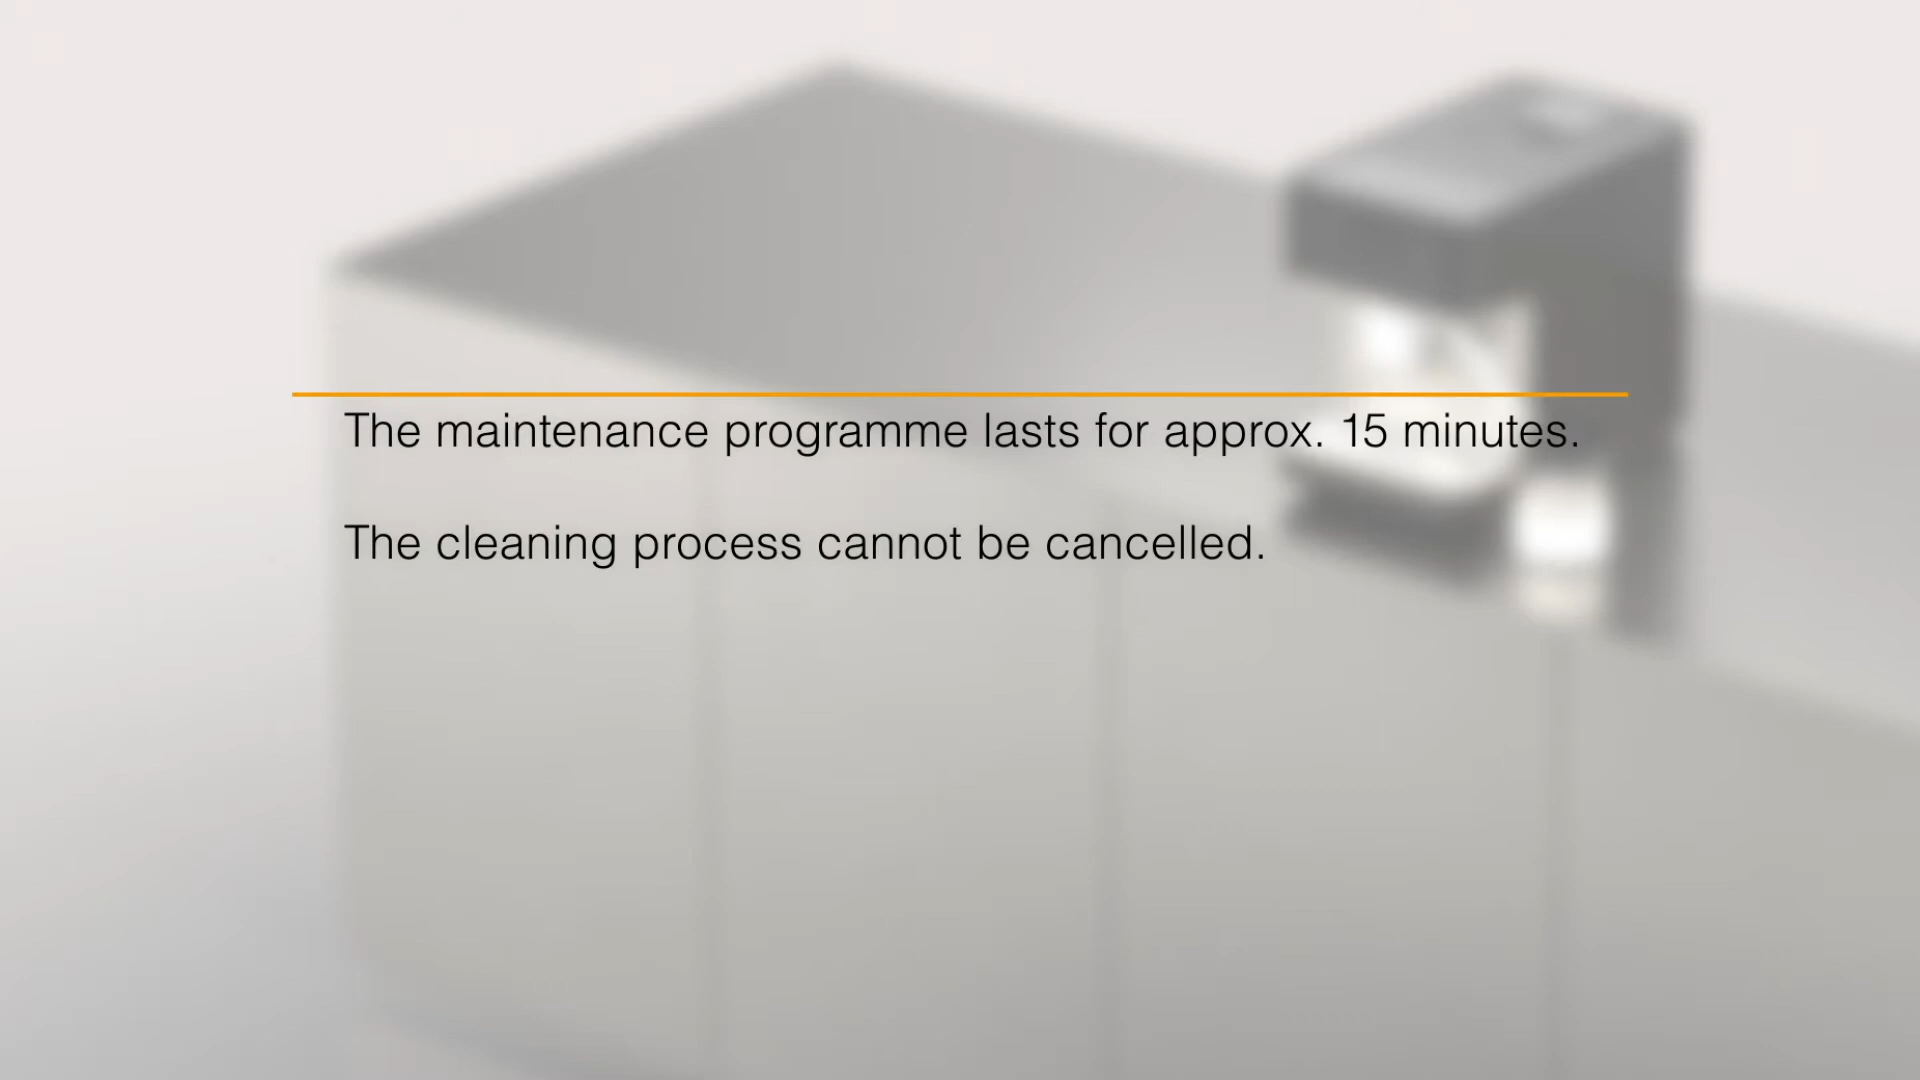 The maintenance programme lasts for approx. 15 minutes.
The cleaning process cannot be cancelled.